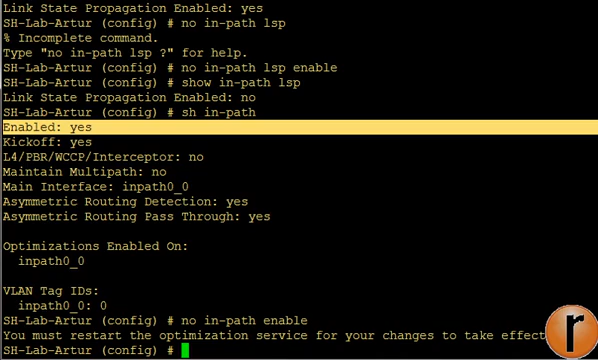 Link State Propagation Enabled: yes
SH-Lab-Artur (config) # no in-path lsp
% Incomplete command.
Type "no in-path lsp ?" for help.
SH-Lab-Artur (config) # no in-path lsp enable
SH-Lab-Artur (config) # show in-path lsp
Link State Propagation Enabled: no
SH-Lab-Artur (config) # sh in-path
Enabled: yes
Kickoff: yes
L4/PBR/WCCP/Interceptor: no
Maintain Multipath: no
Main Interface: inpath0_0
Asymmetric Routing Detection: yes
Asymmetric Routing Pass Through: yes
Optimizations Enabled On:
inpath0_0
VLAN Tag IDs:
inpath0_0: 0
SH-Lab-Artur (config) # no in-path enable
You must restart the optimization service for your changes to take effect
SH-Lab-Artur (config) #
r